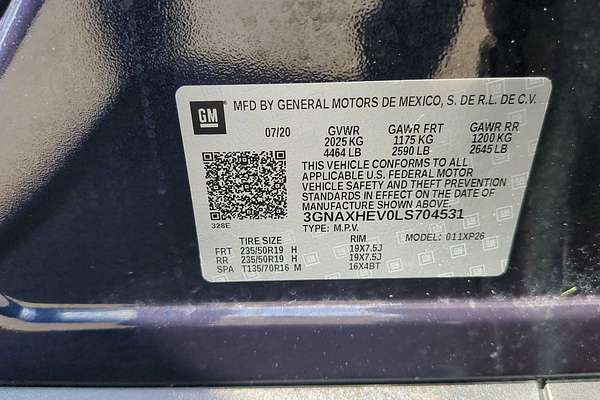 GM MFD BY GENERAL MOTORS DE MEXICO, S. DE R.L. DE C.V.
07/20 GVWR GAWR FRT GAWR RR
2025 KG 1175 KG 1200 KG
4464 LB 2590 LB 2645 LB
THIS VEHICLE CONFORMS TO ALL
APPLICABLE U.S. FEDERAL MOTOR
VEHICLE SAFETY AND THEFT PREVENTION
STANDARDS IN EFFECT ON THE DATE OF
MANUFACTURE SHOWN ABOVE.
3GNAXHEV0LS704531
328E TYPE: M.P.V. MODEL: 011XP26
TIRE SIZE RIM
FRT 235/50R19 H 19X7.5J
RR 235/50R19 H 19X7.5J
SPA T135/70R16 M 16X4BT